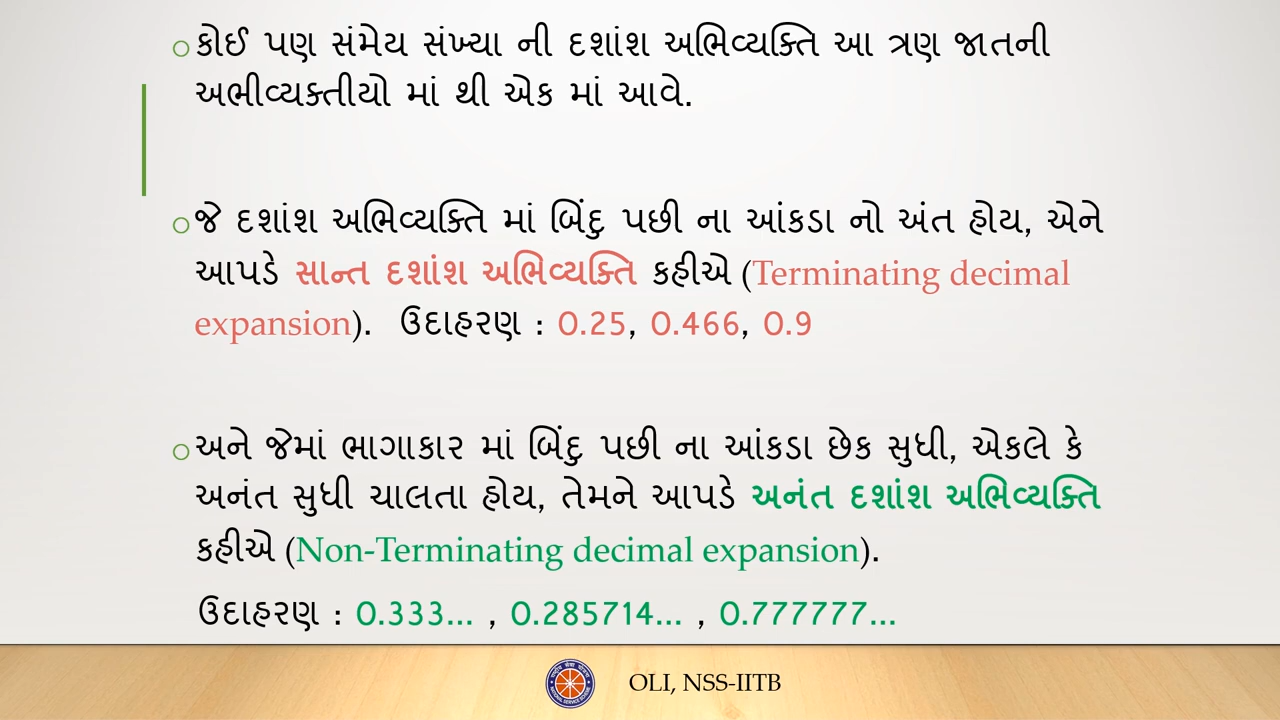 કોઈ પણ સંમેય સંખ્યા ની દશાંશ અભિવ્યક્તિ આ ત્રણ જાતની
અભીવ્યક્તીયો માં થી એક માં આવે.
જે દશાંશ અભિવ્યક્તિ માં બિંદુ પછી ના આંકડા નો અંત હોય, એને
આપડે સાન્ત દશાંશ અભિવ્યક્તિ કહીએ (Terminating decimal
expansion). ઉદાહરણ : 0.25, 0.466, 0.9
અને જેમાં ભાગાકાર માં બિંદુ પછી ના આંકડા છેક સુધી, એકલે કે
અનંત સુધી ચાલતા હોય, તેમને આપડે અનંત દશાંશ અભિવ્યક્તિ
કહીએ (Non-Terminating decimal expansion).
ઉદાહરણ : 0.333... , 0.285714... , 0.777777...
OLI, NSS-IITB